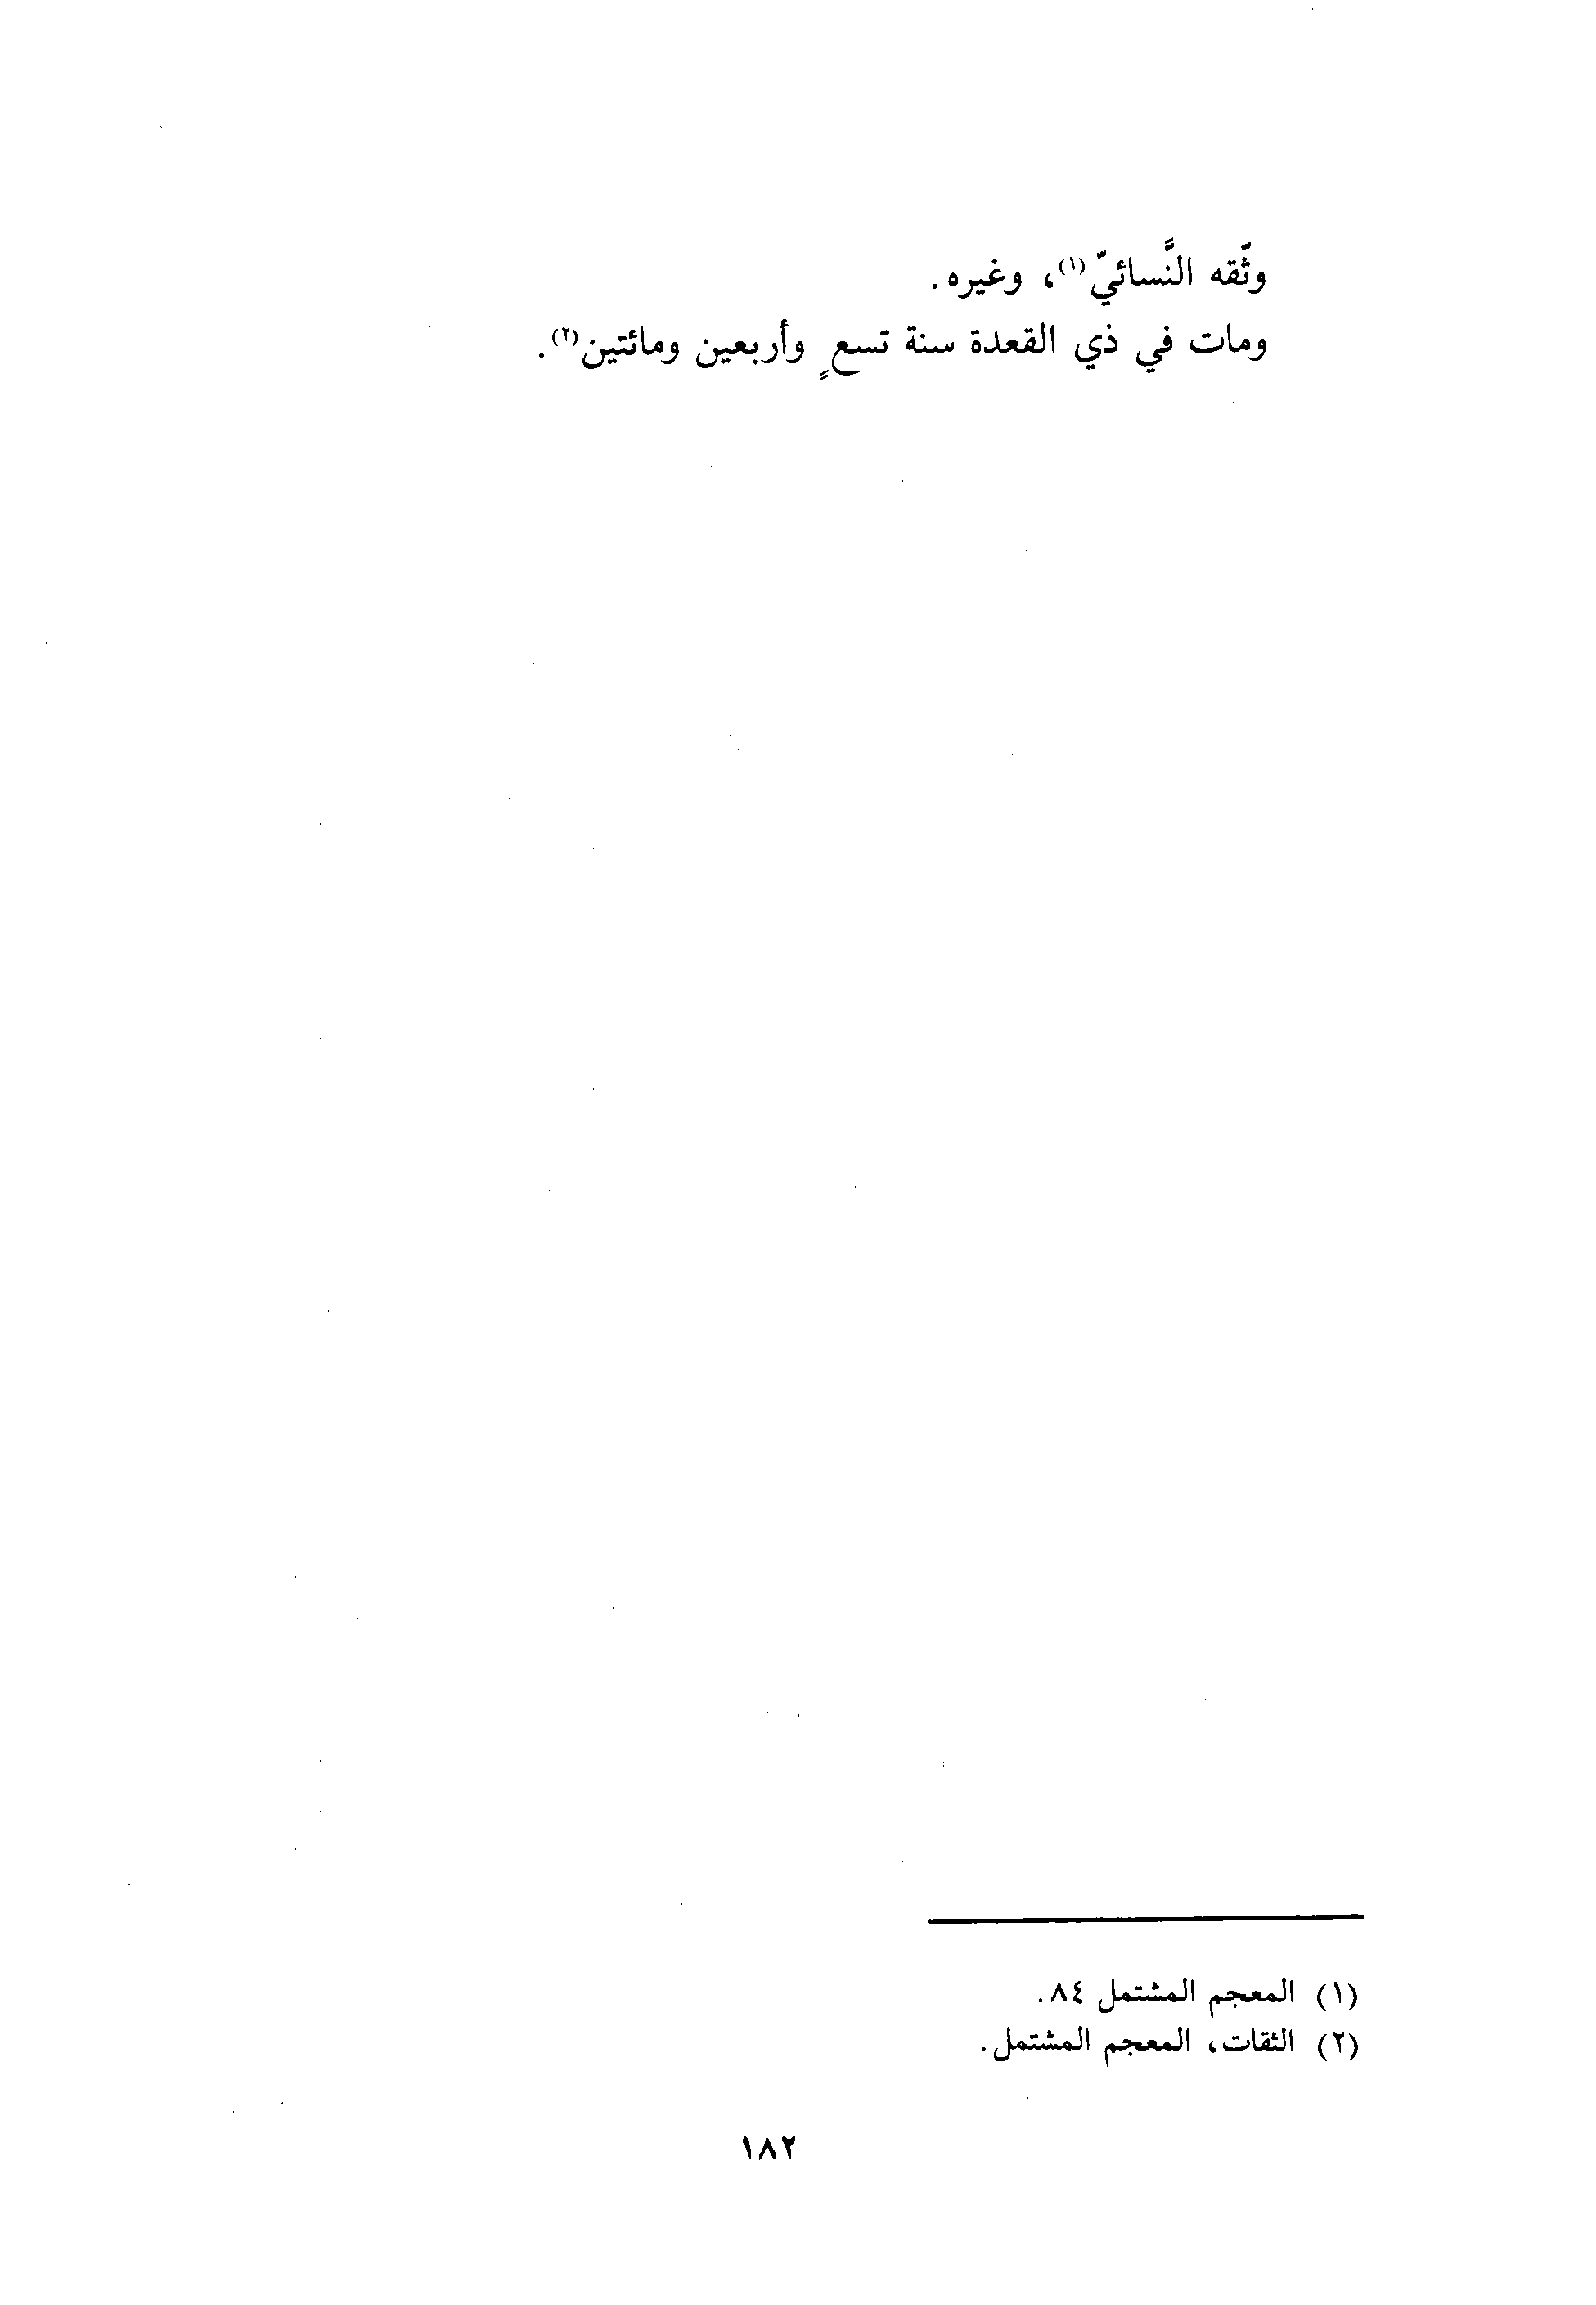 وثّقه النَّسائيّ(١)، وغيره.
ومات في ذي القعدة سنة تسعٍ وأربعين ومائتين(٢).
(١) المعجم المشتمل ٨٤.
(٢) الثقات، المعجم المشتمل.
١٨٢